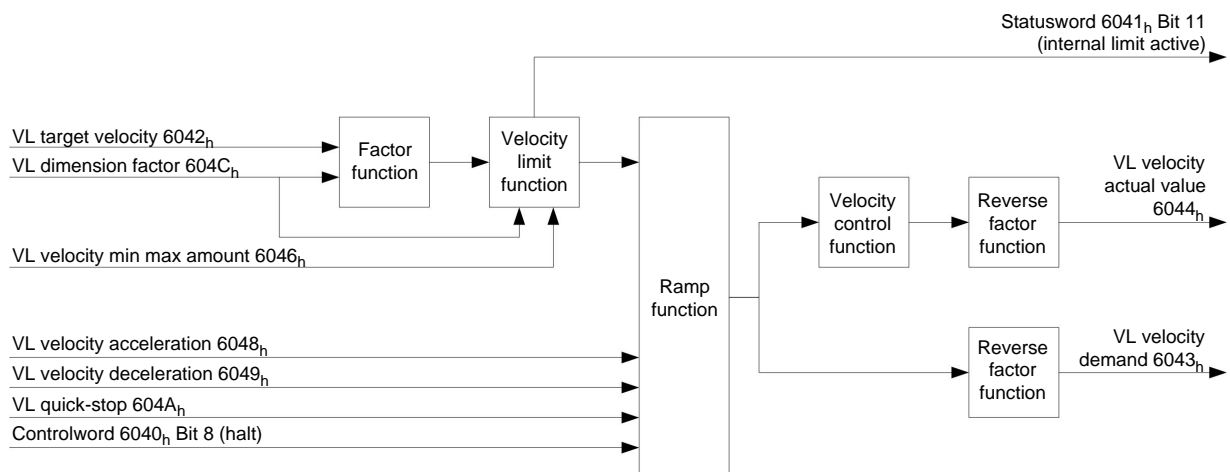 Statusword 6041h Bit 11
(internal limit active)
VL target velocity 6042h
VL dimension factor 604Ch
Factor
function
Velocity
limit
function
VL velocity min max amount 6046h
VL velocity acceleration 6048h
VL velocity deceleration 6049h
VL quick-stop 604Ah
Controlword 6040h Bit 8 (halt)
Ramp
function
Velocity
control
function
Reverse
factor
function
VL velocity
actual value
6044h
Reverse
factor
function
VL velocity
demand 6043h